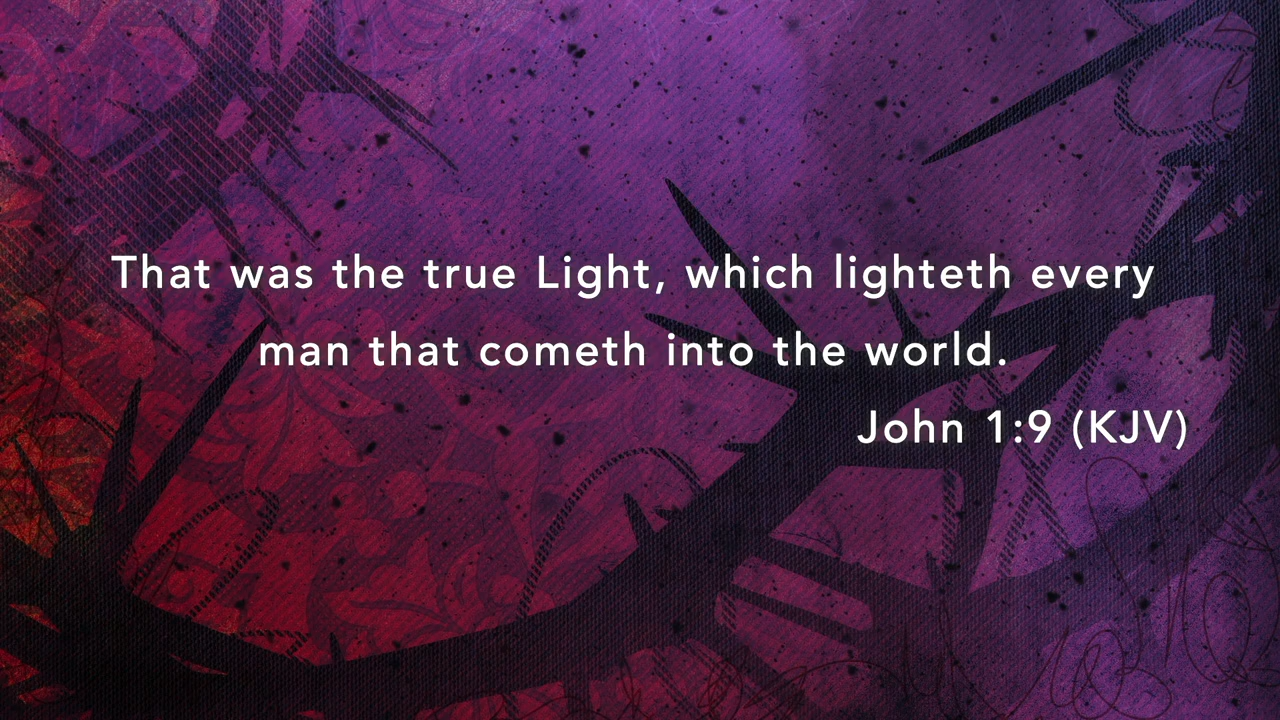 That was the true Light, which lighteth every
man that cometh into the world.
John 1:9 (KJV)